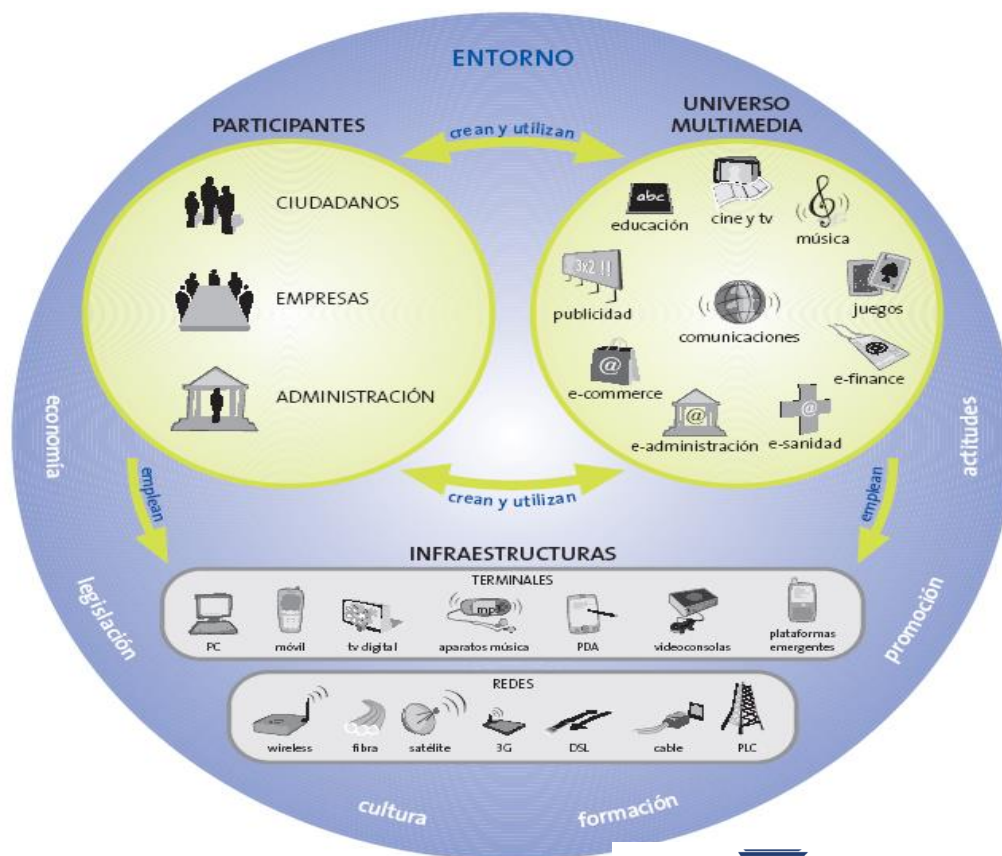 ENTORNO
PARTICIPANTES
crean y utilizan
UNIVERSO
MULTIMEDIA
CIUDADANOS
EMPRESAS
ADMINISTRACIÓN
abc
educación
cine y tv
música
3x2 !!
publicidad
comunicaciones
juegos
@
e-commerce
@
e-finance
@
e-administración
@
e-sanidad
crean y utilizan
economía
emplean
legislación
actitudes
emplean
promoción
INFRAESTRUCTURAS
TERMINALES
mp3
PC
móvil
tv digital
aparatos música
PDA
videoconsolas
plataformas
emergentes
REDES
wireless
fibra
satélite
3G
DSL
cable
PLC
cultura
formación